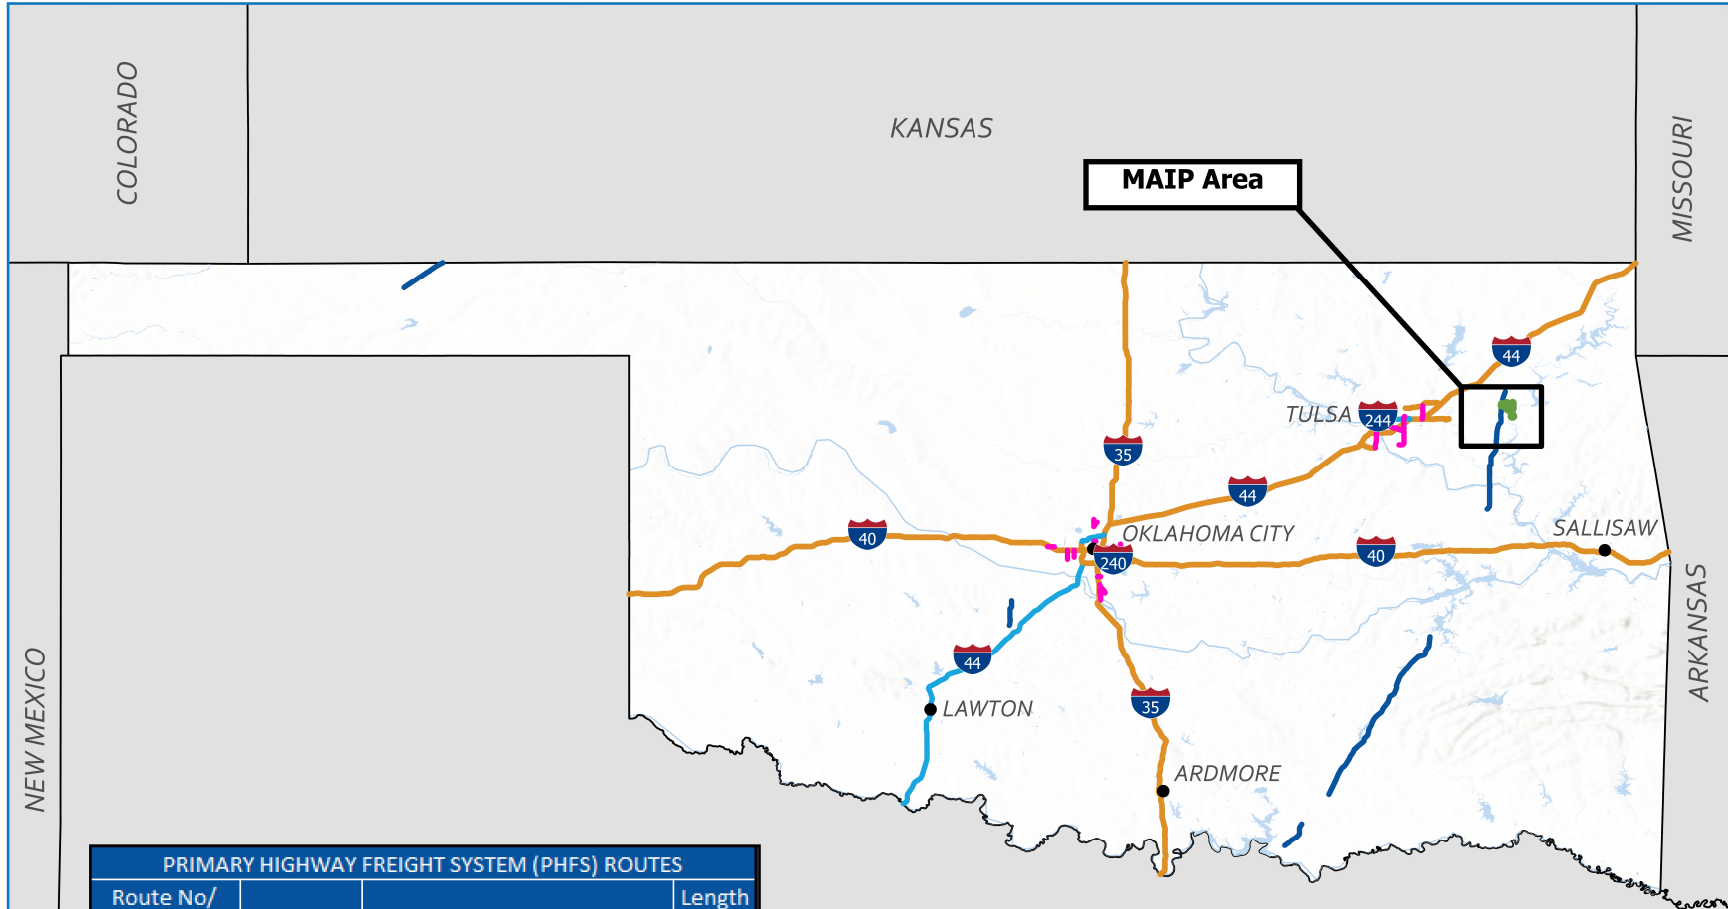 COLORADO
KANSAS
MISSOURI
MAIP Area
44
TULSA
244
35
44
OKLAHOMA CITY
SALLISAW
40
240
40
ARKANSAS
NEW MEXICO
44
LAWTON
35
ARDMORE
PRIMARY HIGHWAY FREIGHT SYSTEM (PHFS) ROUTES
Route No/
Length